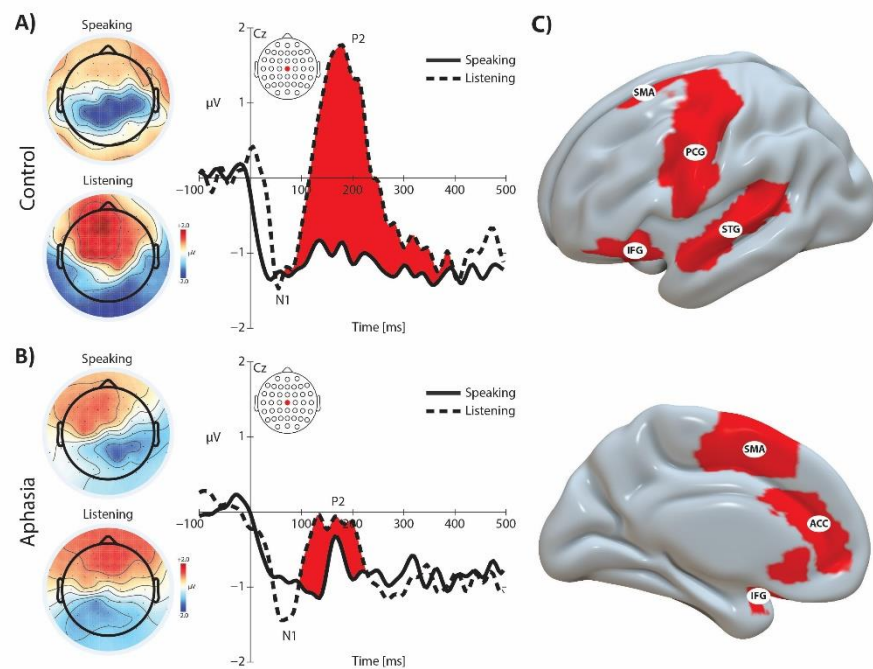 A)
Speaking
Control
Listening
+2.0
µV
-2.0
Cz
P2
Speaking
Listening
2
µV
1
-100
100
200
300
400
500
-1
N1
-2
Time [ms]
B)
Speaking
Aphasia
Listening
+2.0
µV
-2.0
Cz
Speaking
Listening
2
µV
1
P2
-100
100
200
300
400
500
-1
N1
-2
Time [ms]
C)
SMA
PCG
STG
IFG
SMA
ACC
IFG